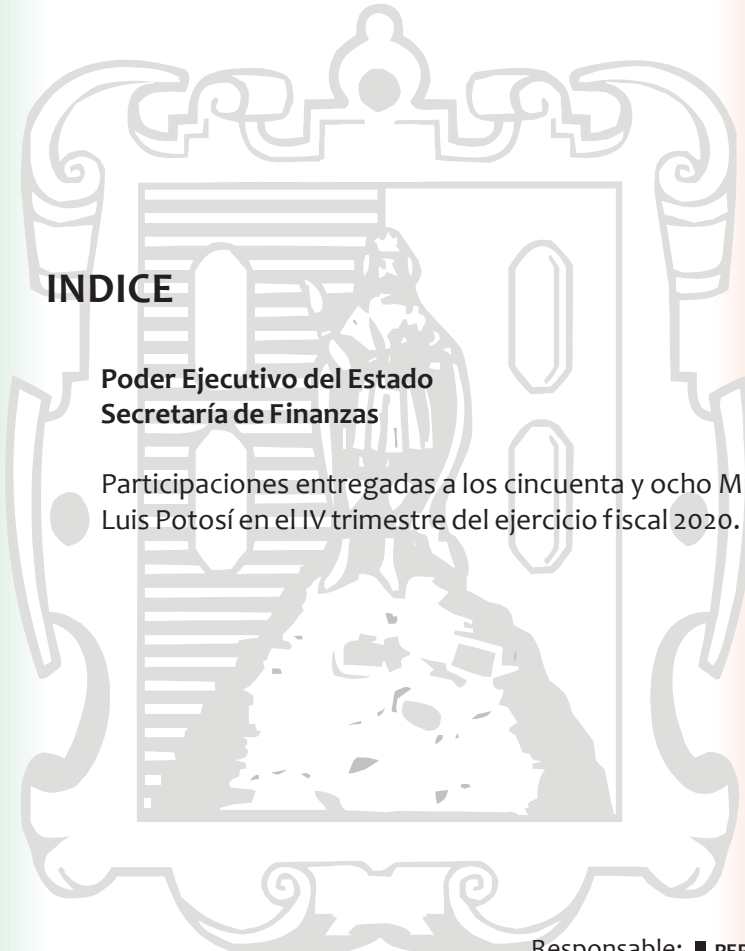 INDICE
Poder Ejecutivo del Estado
Secretaría de Finanzas
Participaciones entregadas a los cincuenta y ocho
Luis Potosí en el IV trimestre del ejercicio fiscal 2020.
Responsable: